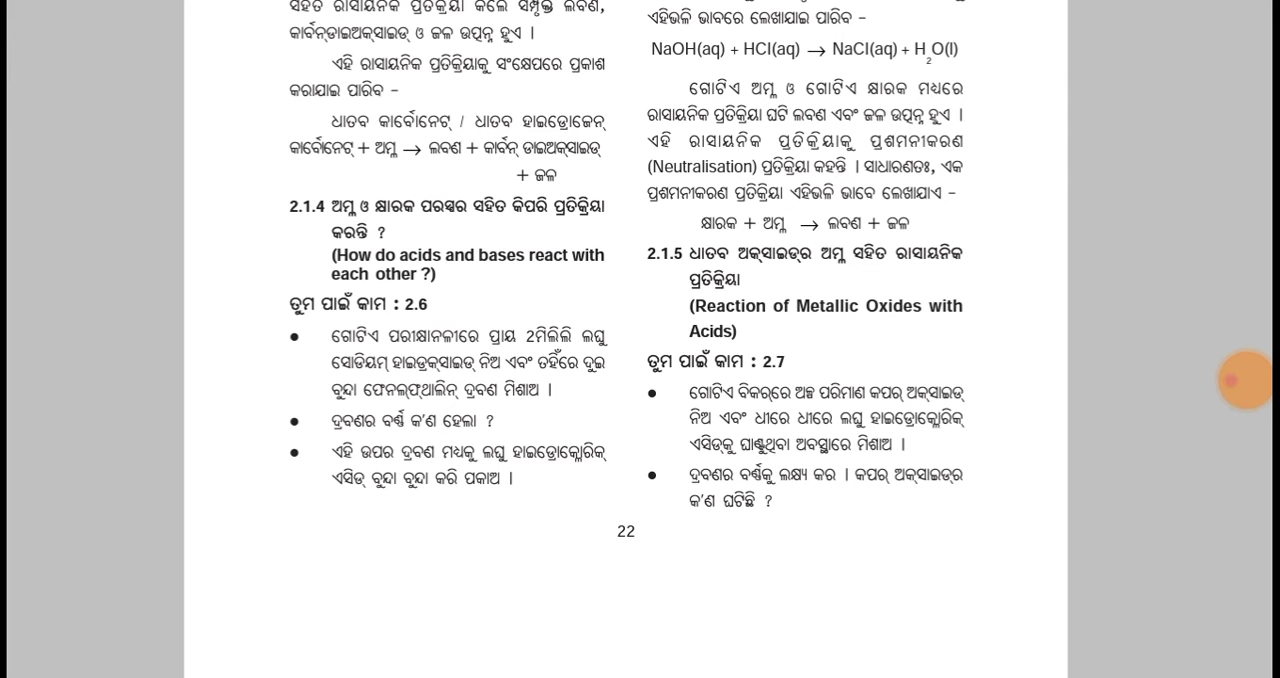 ସହିତ ରାସାୟନିକ ପ୍ରତିକ୍ରିୟା କଲେ ସମ୍ପୃକ୍ତ ଲବଣ,
କାର୍ବନ୍‌ଡାଇଅକ୍‌ସାଇଡ୍ ଓ ଜଳ ଉତ୍ପନ୍ନ ହୁଏ ।
ଏହି ରାସାୟନିକ ପ୍ରତିକ୍ରିୟାକୁ ସଂକ୍ଷେପରେ ପ୍ରକାଶ
କରାଯାଇ ପାରିବ –
ଧାତବ କାର୍ବୋନେଟ୍ / ଧାତବ ହାଇଡ୍ରୋଜେନ୍
କାର୍ବୋନେଟ୍ + ଅମ୍ଳ → ଲବଣ + କାର୍ବନ୍ ଡାଇଅକ୍‌ସାଇଡ୍
+ ଜଳ
2.1.4 ଅମ୍ଳ ଓ କ୍ଷାରକ ପରସ୍ପର ସହିତ କିପରି ପ୍ରତିକ୍ରିୟା
କରନ୍ତି ?
(How do acids and bases react with
each other ?)
ତୁମ ପାଇଁ କାମ : 2.6
● ଗୋଟିଏ ପରୀକ୍ଷାନଳୀରେ ପ୍ରାୟ 2ମିଲିଲି ଲଘୁ
ସୋଡିୟମ୍ ହାଇଡ୍ରକ୍‌ସାଇଡ୍ ନିଅ ଏବଂ ତହିଁରେ ଦୁଇ
ବୁନ୍ଦା ଫେନଲ୍‌ଫ୍‌ଥାଲିନ୍ ଦ୍ରବଣ ମିଶାଅ ।
● ଦ୍ରବଣର ବର୍ଣ୍ଣ କ'ଣ ହେଲା ?
● ଏହି ଉପର ଦ୍ରବଣ ମଧ୍ୟକୁ ଲଘୁ ହାଇଡ୍ରୋକ୍ଲୋରିକ୍
ଏସିଡ୍ ବୁନ୍ଦା ବୁନ୍ଦା କରି ପକାଅ ।
ଏହିଭଳି ଭାବରେ ଲେଖାଯାଇ ପାରିବ –
NaOH(aq) + HCl(aq) → NaCl(aq) + H₂O(l)
ଗୋଟିଏ ଅମ୍ଳ ଓ ଗୋଟିଏ କ୍ଷାରକ ମଧ୍ୟରେ
ରାସାୟନିକ ପ୍ରତିକ୍ରିୟା ଘଟି ଲବଣ ଏବଂ ଜଳ ଉତ୍ପନ୍ନ ହୁଏ ।
ଏହି ରାସାୟନିକ ପ୍ରତିକ୍ରିୟାକୁ ପ୍ରଶମନୀକରଣ
(Neutralisation) ପ୍ରତିକ୍ରିୟା କହନ୍ତି । ସାଧାରଣତଃ, ଏକ
ପ୍ରଶମନୀକରଣ ପ୍ରତିକ୍ରିୟା ଏହିଭଳି ଭାବେ ଲେଖାଯାଏ –
କ୍ଷାରକ + ଅମ୍ଳ → ଲବଣ + ଜଳ
2.1.5 ଧାତବ ଅକ୍‌ସାଇଡ୍‌ର ଅମ୍ଳ ସହିତ ରାସାୟନିକ
ପ୍ରତିକ୍ରିୟା
(Reaction of Metallic Oxides with
Acids)
ତୁମ ପାଇଁ କାମ : 2.7
● ଗୋଟିଏ ବିକର୍‌ରେ ଅଳ୍ପ ପରିମାଣ କପର୍ ଅକ୍‌ସାଇଡ୍
ନିଅ ଏବଂ ଧୀରେ ଧୀରେ ଲଘୁ ହାଇଡ୍ରୋକ୍ଲୋରିକ୍
ଏସିଡ୍‌କୁ ଘାଣ୍ଟୁଥିବା ଅବସ୍ଥାରେ ମିଶାଅ ।
● ଦ୍ରବଣର ବର୍ଣ୍ଣକୁ ଲକ୍ଷ୍ୟ କର । କପର୍ ଅକ୍‌ସାଇଡ୍‌ର
କ'ଣ ଘଟିଛି ?
22